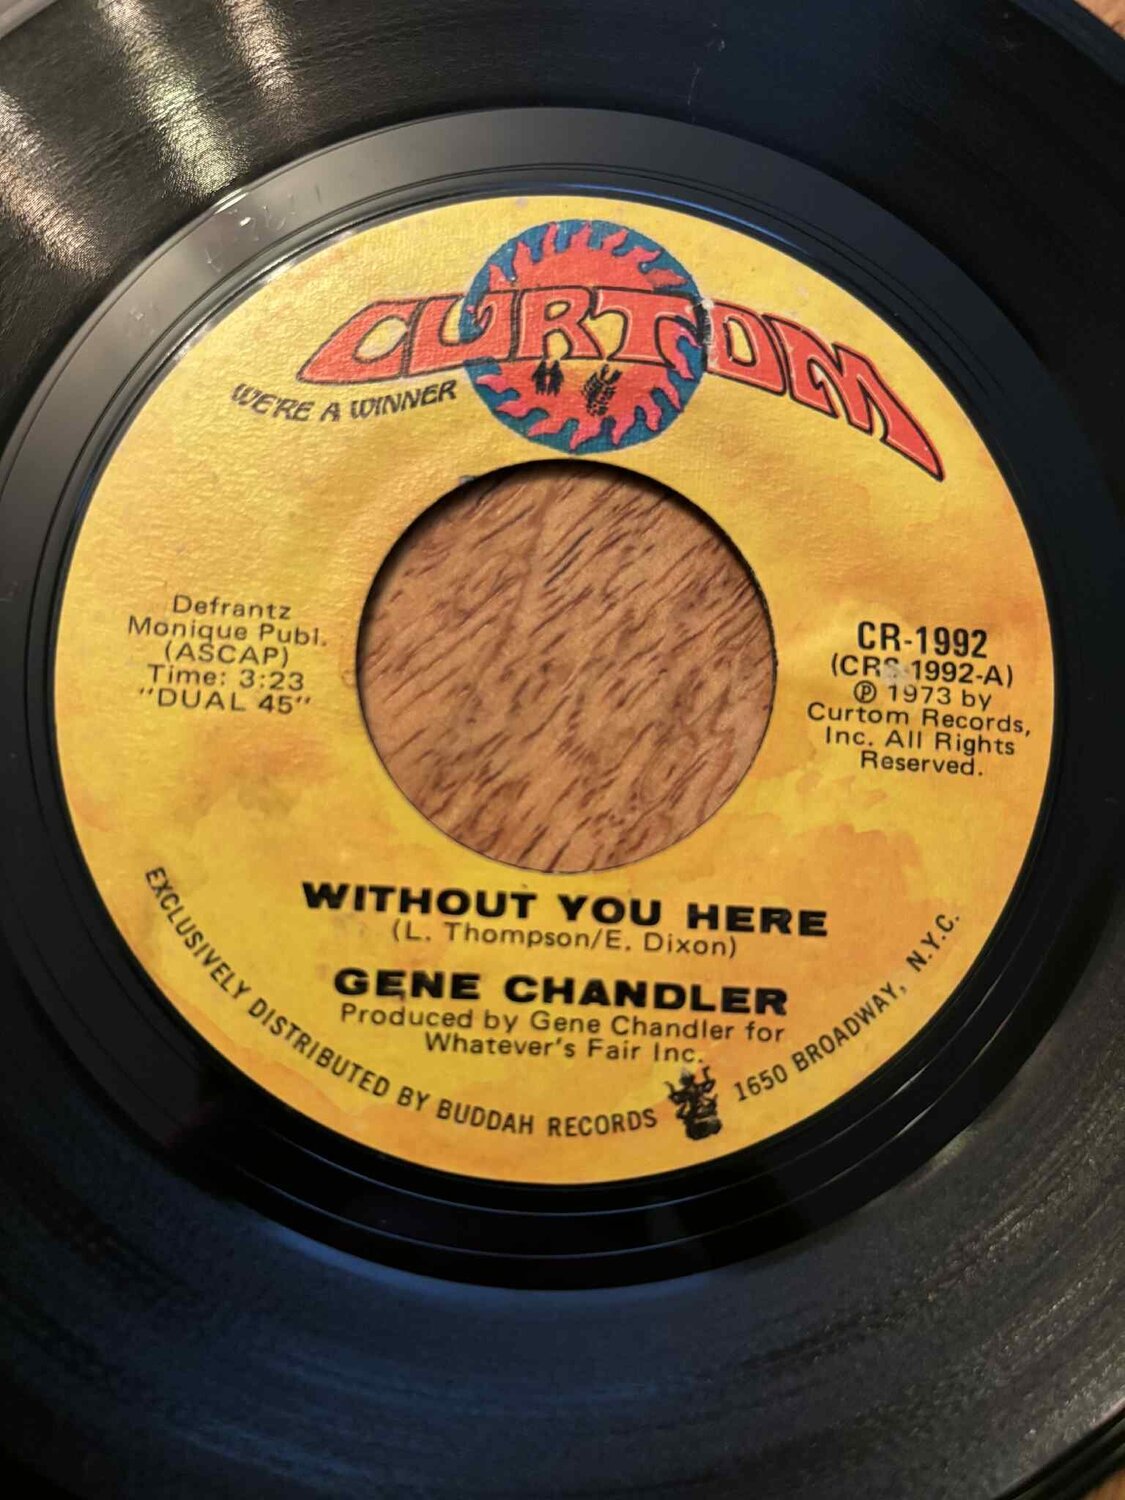 CURTOM
WE'RE A WINNER
Defrantz
Monique Publ.
(ASCAP)
Time: 3:23
"DUAL 45"
CR-1992
(CRS-1992-A)
℗ 1973 by
Curtom Records,
Inc. All Rights
Reserved.
WITHOUT YOU HERE
(L. Thompson/E. Dixon)
GENE CHANDLER
Produced by Gene Chandler for
Whatever's Fair Inc.
EXCLUSIVELY DISTRIBUTED BY BUDDAH RECORDS 1650 BROADWAY, N.Y.C.